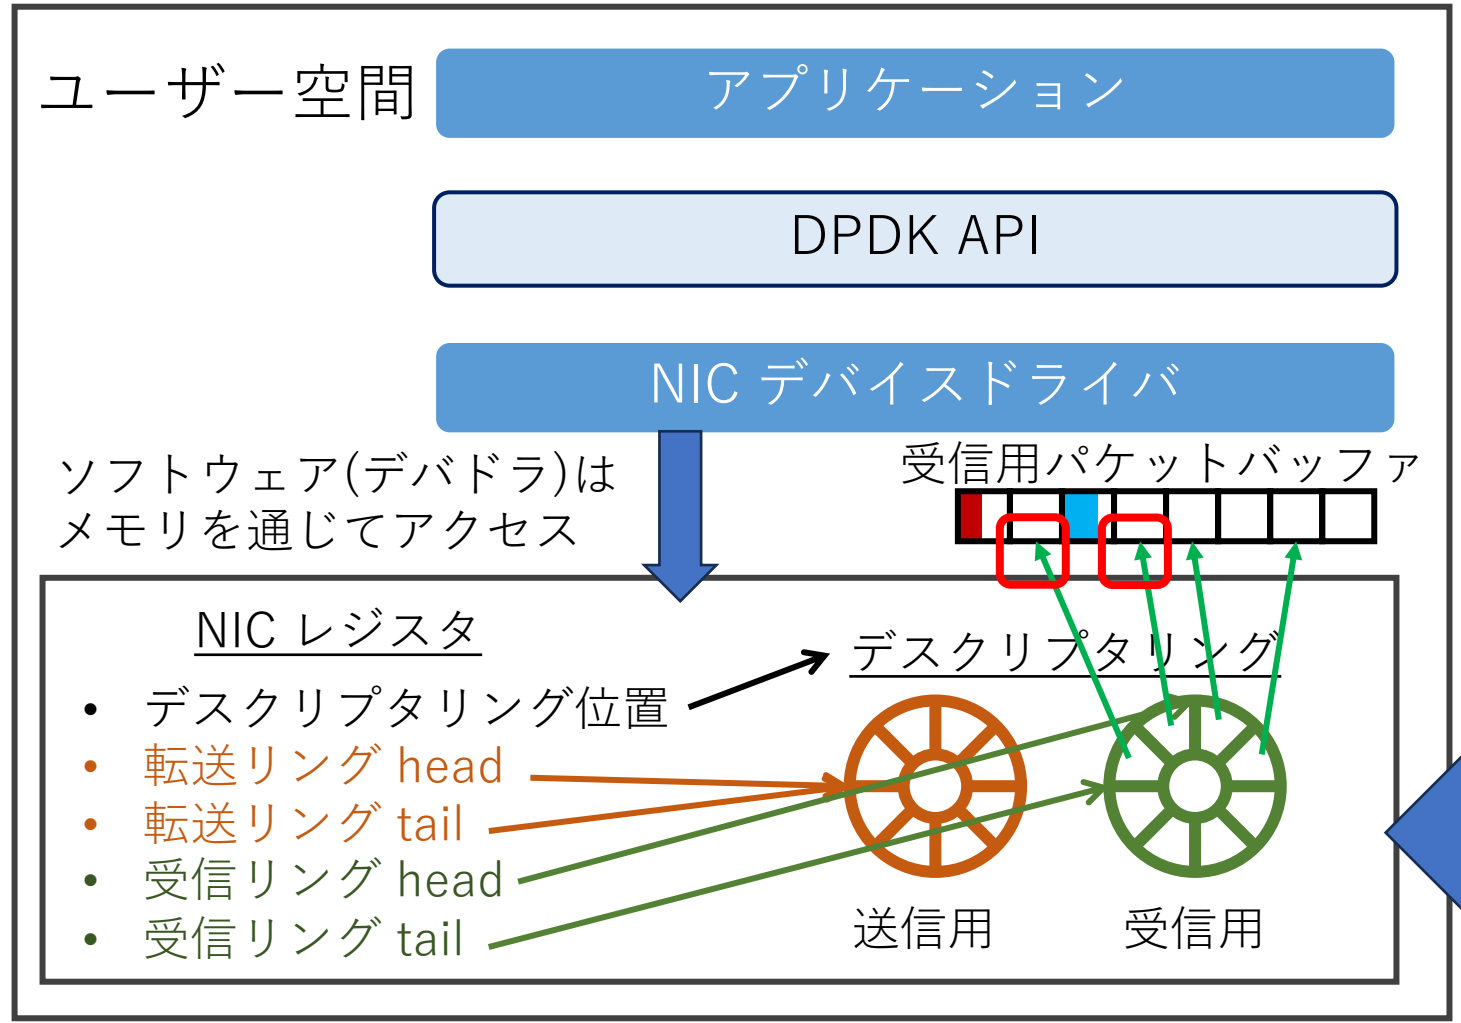 ユーザー空間
アプリケーション
DPDK API
NIC デバイスドライバ
ソフトウェア(デバドラ)は
メモリを通じてアクセス
受信用パケットバッファ
NIC レジスタ
デスクリプタリング
• デスクリプタリング位置
• 転送リング head
• 転送リング tail
• 受信リング head
• 受信リング tail
送信用
受信用